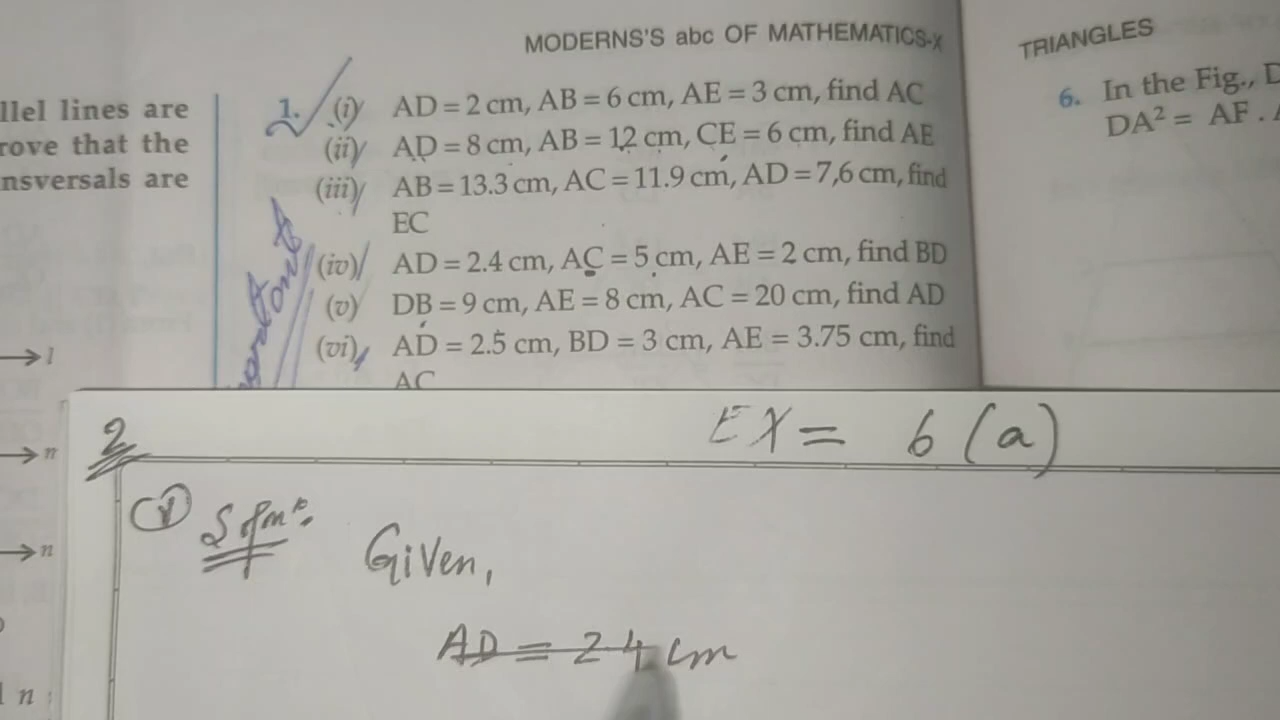 MODERNS'S abc OF MATHEMATICS-X
TRIANGLES
llel lines are
rove that the
nsversals are
1. (i) AD = 2 cm, AB = 6 cm, AE = 3 cm, find AC
(ii) AD = 8 cm, AB = 12 cm, CE = 6 cm, find AE
(iii) AB = 13.3 cm, AC = 11.9 cm, AD = 7,6 cm, find
EC
(iv) AD = 2.4 cm, AC = 5 cm, AE = 2 cm, find BD
(v) DB = 9 cm, AE = 8 cm, AC = 20 cm, find AD
(vi) AD = 2.5 cm, BD = 3 cm, AE = 3.75 cm, find
AC
6. In the Fig., D
DA² = AF .
l
m
n
n
2
EX = 6 (a)
Given,
AD = 24 cm